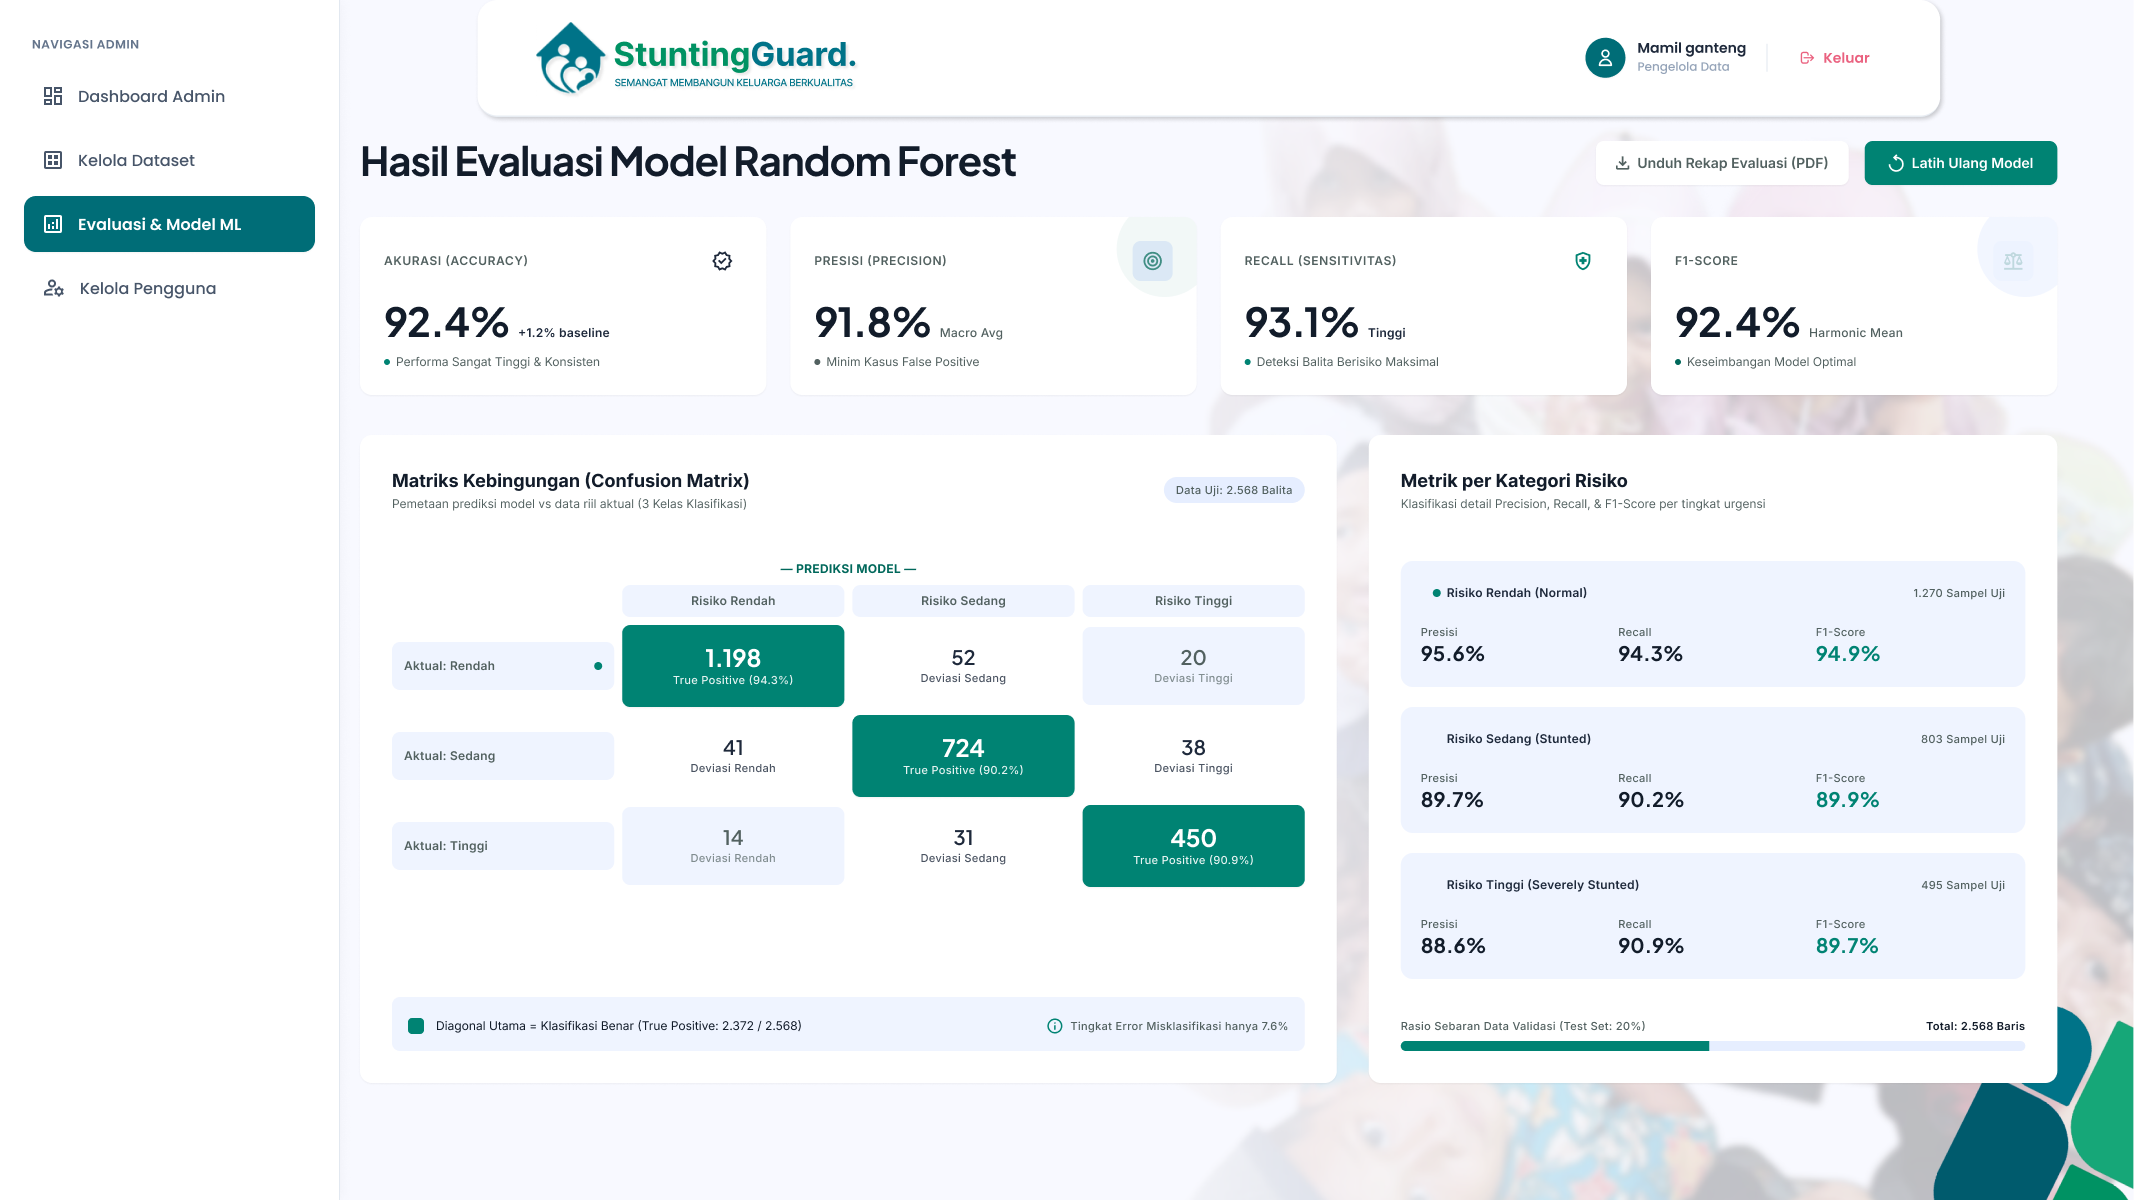 NAVIGASI ADMIN
Dashboard Admin
Kelola Dataset
Evaluasi & Model ML
Kelola Pengguna
StuntingGuard.
SEMANGAT MEMBANGUN KELUARGA BERKUALITAS
Mamil ganteng
Pengelola Data
Keluar
Hasil Evaluasi Model Random Forest
Unduh Rekap Evaluasi (PDF)
Latih Ulang Model
AKURASI (ACCURACY)
92.4% +1.2% baseline
Performa Sangat Tinggi & Konsisten
PRESISI (PRECISION)
91.8% Macro Avg
Minim Kasus False Positive
RECALL (SENSITIVITAS)
93.1% Tinggi
Deteksi Balita Berisiko Maksimal
F1-SCORE
92.4% Harmonic Mean
Keseimbangan Model Optimal
Matriks Kebingungan (Confusion Matrix)
Pemetaan prediksi model vs data riil aktual (3 Kelas Klasifikasi)
Data Uji: 2.568 Balita
— PREDIKSI MODEL —
Risiko Rendah
Risiko Sedang
Risiko Tinggi
Aktual: Rendah
1.198
True Positive (94.3%)
52
Deviasi Sedang
20
Deviasi Tinggi
Aktual: Sedang
41
Deviasi Rendah
724
True Positive (90.2%)
38
Deviasi Tinggi
Aktual: Tinggi
14
Deviasi Rendah
31
Deviasi Sedang
450
True Positive (90.9%)
Diagonal Utama = Klasifikasi Benar (True Positive: 2.372 / 2.568)
Tingkat Error Misklasifikasi hanya 7.6%
Metrik per Kategori Risiko
Klasifikasi detail Precision, Recall, & F1-Score per tingkat urgensi
Risiko Rendah (Normal)
1.270 Sampel Uji
Presisi
95.6%
Recall
94.3%
F1-Score
94.9%
Risiko Sedang (Stunted)
803 Sampel Uji
Presisi
89.7%
Recall
90.2%
F1-Score
89.9%
Risiko Tinggi (Severely Stunted)
495 Sampel Uji
Presisi
88.6%
Recall
90.9%
F1-Score
89.7%
Rasio Sebaran Data Validasi (Test Set: 20%)
Total: 2.568 Baris